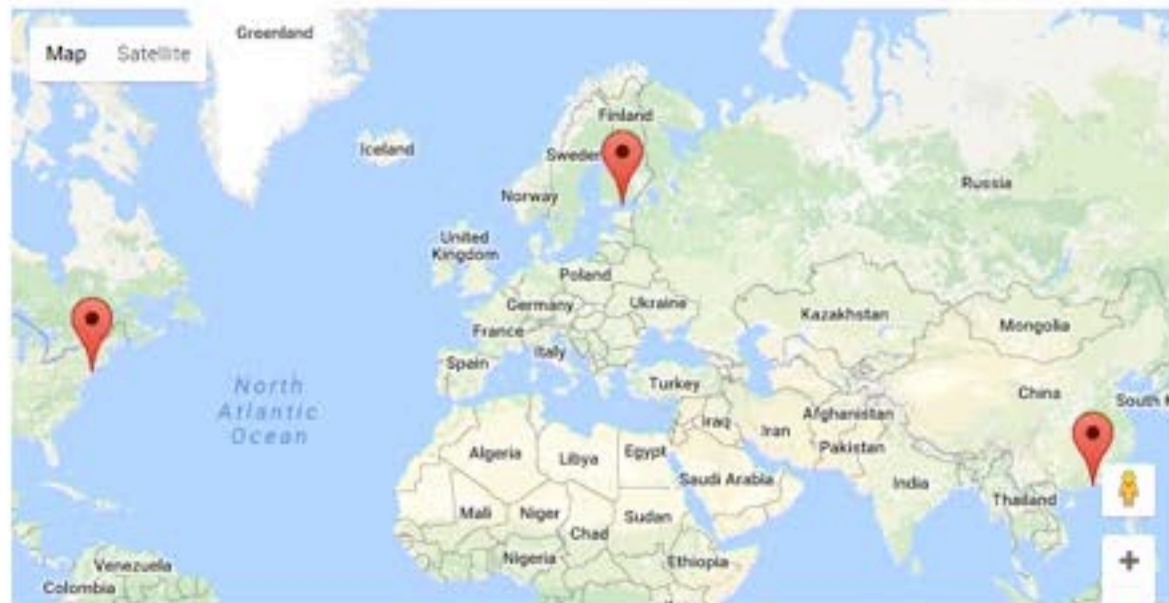 Greenland
Map Satellite
Finland
Iceland
Sweden
Russia
Norway
United
Kingdom
Poland
Germany
Ukraine
Kazakhstan
France
Mongolia
Italy
Spain
Turkey
North
Atlantic
Ocean
China
South K
Afghanistan
Iraq
Iran
Pakistan
Algeria
Libya
Egypt
Saudi Arabia
India
Thailand
Mali
Niger
Chad
Sudan
Nigeria
Ethiopia
Venezuela
Colombia
+